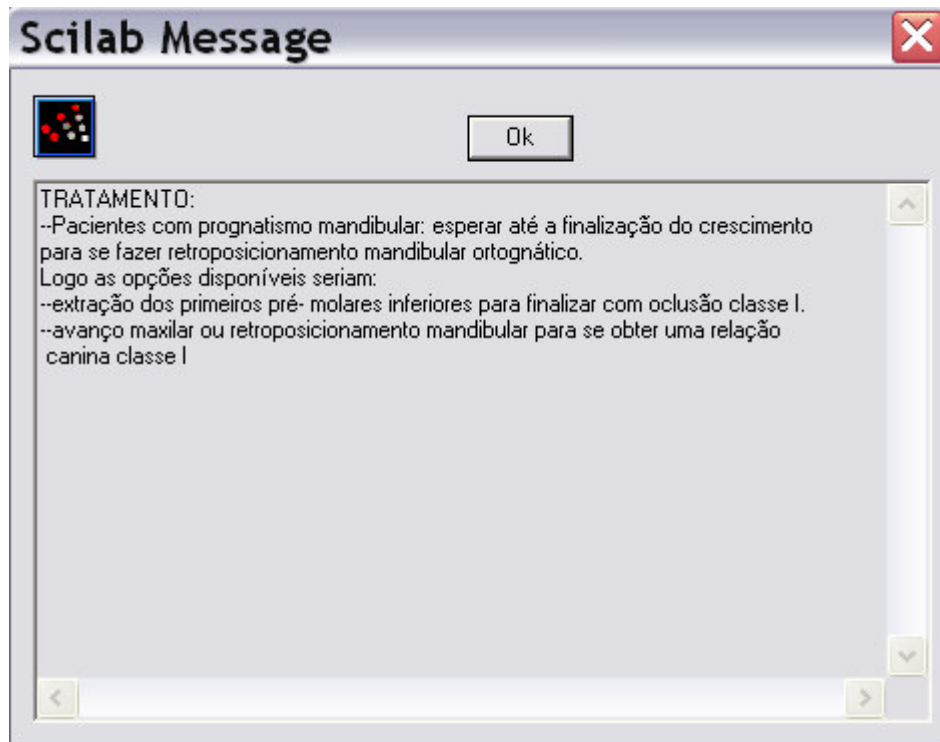 Scilab Message
Ok
TRATAMENTO:
--Pacientes com prognatismo mandibular: esperar até a finalização do crescimento
para se fazer retroposicionamento mandibular ortognático.
Logo as opções disponíveis seriam:
--extração dos primeiros pré- molares inferiores para finalizar com oclusão classe I.
--avanço maxilar ou retroposicionamento mandibular para se obter uma relação
canina classe I